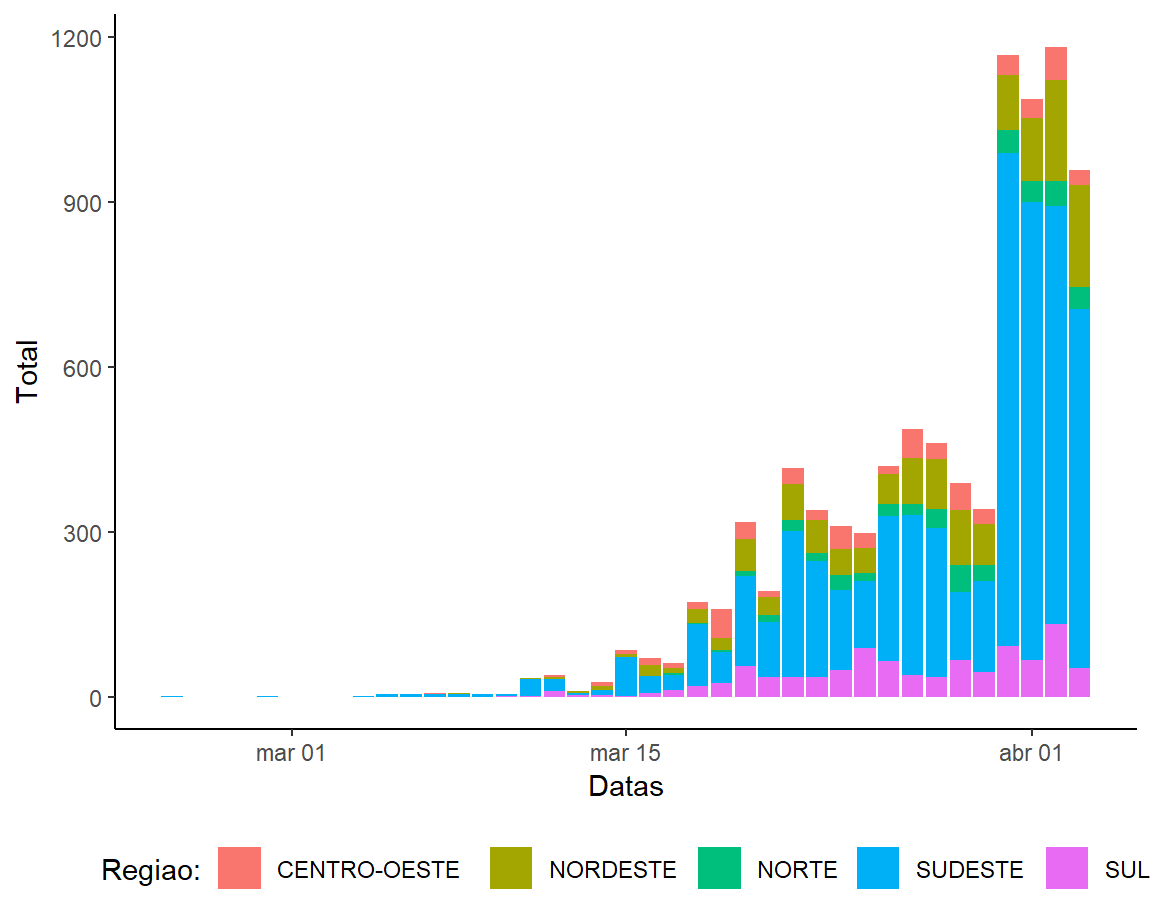 1200
900
600
300
0
Total
mar 01
mar 15
abr 01
Datas
Regiao: CENTRO-OESTE NORDESTE NORTE SUDESTE SUL